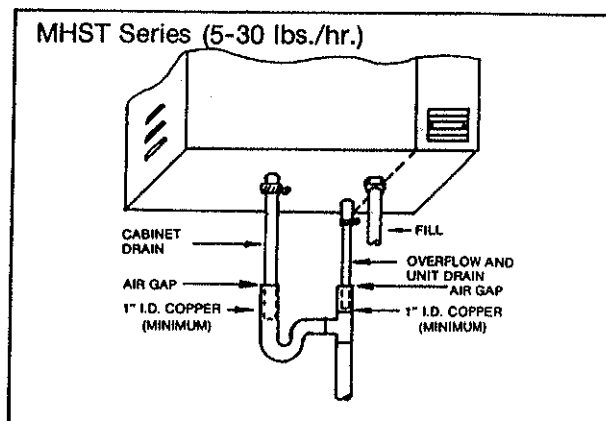 MHST Series (5-30 lbs./hr.)
CABINET
DRAIN
AIR GAP
1" I.D. COPPER
(MINIMUM)
FILL
OVERFLOW AND
UNIT DRAIN
AIR GAP
1" I.D. COPPER
(MINIMUM)